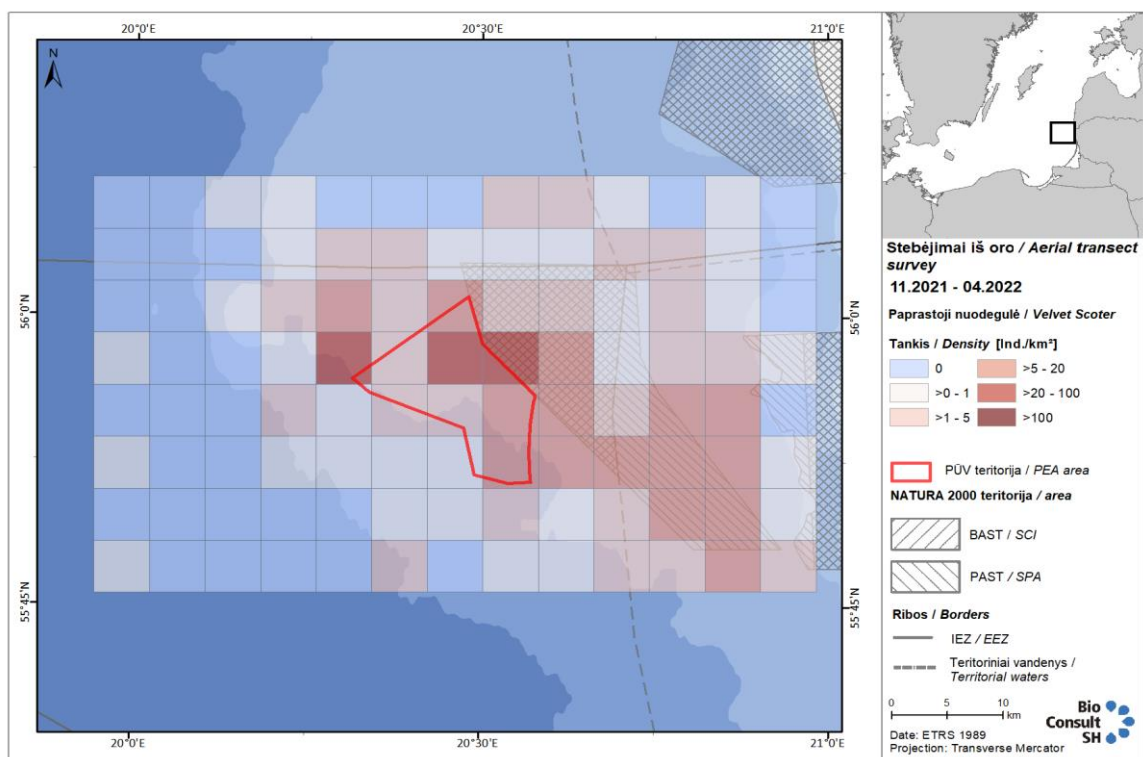 20°0'E 20°30'E 21°0'E
N
56°0'N 56°0'N
55°45'N 55°45'N
20°0'E 20°30'E 21°0'E
Stebėjimai iš oro / Aerial transect
survey
11.2021 - 04.2022
Paprastoji nuodegulė / Velvet Scoter
Tankis / Density [Ind./km²]
0 >5 - 20
>0 - 1 >20 - 100
>1 - 5 >100
PŪV teritorija / PEA area
NATURA 2000 teritorija / area
BAST / SCI
PAST / SPA
Ribos / Borders
IEZ / EEZ
Teritoriniai vandenys /
Territorial waters
0 5 10
km
Date: ETRS 1989
Projection: Transverse Mercator
Bio
Consult
SH